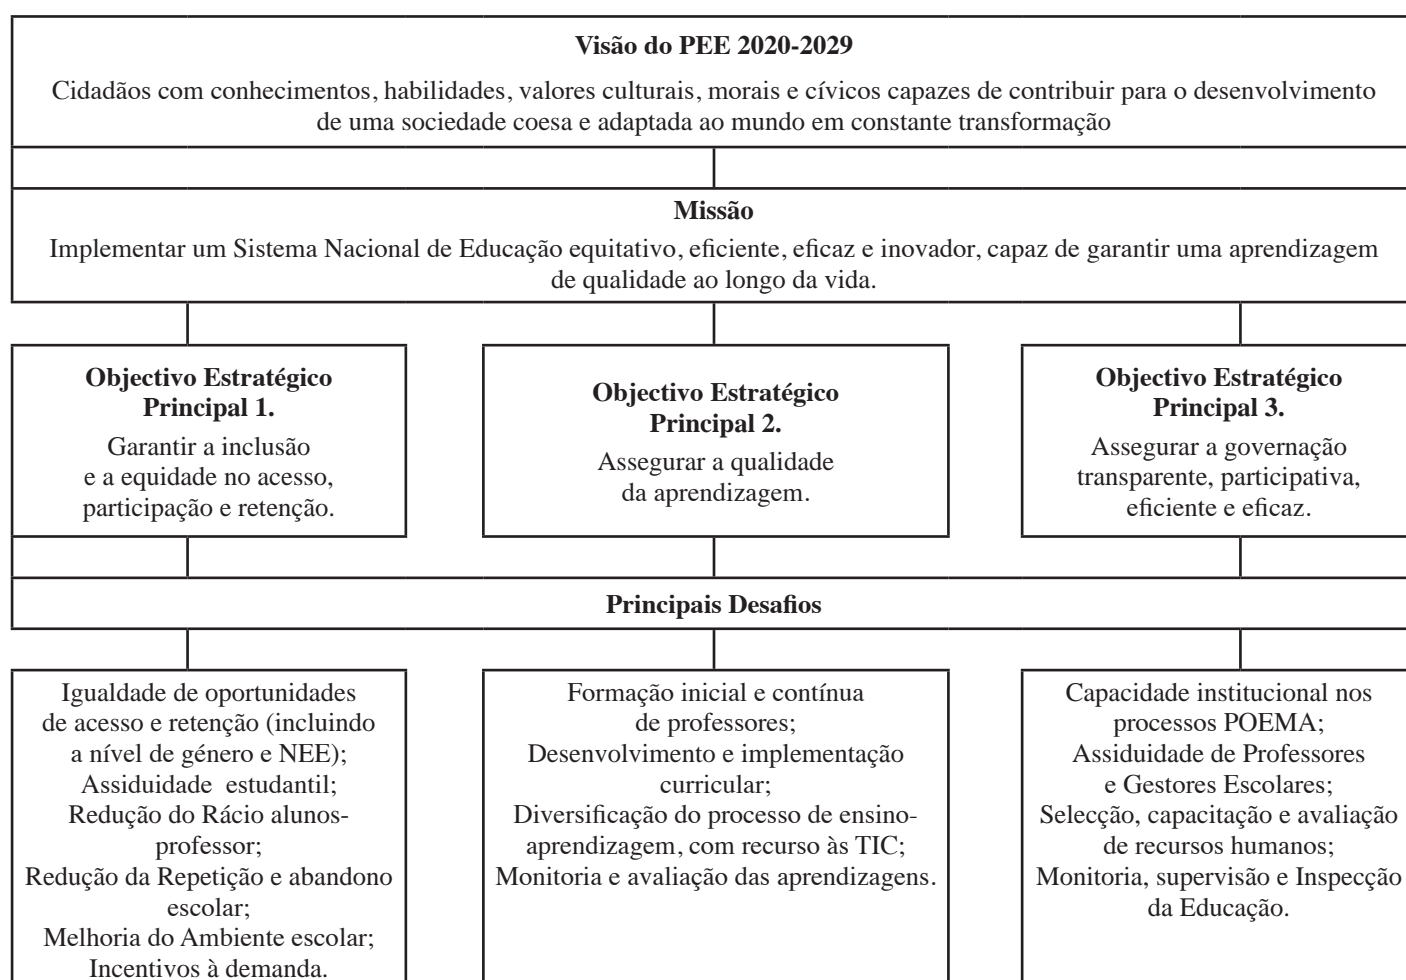 Visão do PEE 2020-2029
Cidadãos com conhecimentos, habilidades, valores culturais, morais e cívicos capazes de contribuir para o desenvolvimento
de uma sociedade coesa e adaptada ao mundo em constante transformação
Missão
Implementar um Sistema Nacional de Educação equitativo, eficiente, eficaz e inovador, capaz de garantir uma aprendizagem
de qualidade ao longo da vida.
Objectivo Estratégico
Principal 1.
Garantir a inclusão
e a equidade no acesso,
participação e retenção.
Objectivo Estratégico
Principal 2.
Assegurar a qualidade
da aprendizagem.
Objectivo Estratégico
Principal 3.
Assegurar a governação
transparente, participativa,
eficiente e eficaz.
Principais Desafios
Igualdade de oportunidades
de acesso e retenção (incluindo
a nível de género e NEE);
Assiduidade estudantil;
Redução do Rácio alunos-
professor;
Redução da Repetição e abandono
escolar;
Melhoria do Ambiente escolar;
Incentivos à demanda.
Formação inicial e contínua
de professores;
Desenvolvimento e implementação
curricular;
Diversificação do processo de ensino-
aprendizagem, com recurso às TIC;
Monitoria e avaliação das aprendizagens.
Capacidade institucional nos
processos POEMA;
Assiduidade de Professores
e Gestores Escolares;
Selecção, capacitação e avaliação
de recursos humanos;
Monitoria, supervisão e Inspecção
da Educação.